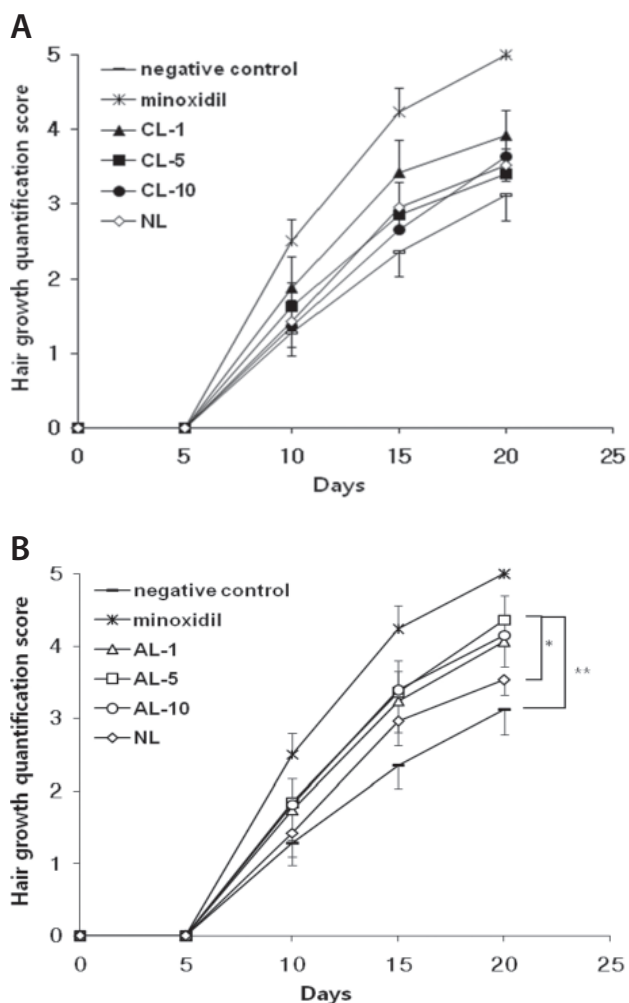 A
Hair growth quantification score
5
4
3
2
1
0
negative control
minoxidil
CL-1
CL-5
CL-10
NL
0 5 10 15 20 25
Days
B
Hair growth quantification score
5
4
3
2
1
0
negative control
minoxidil
AL-1
AL-5
AL-10
NL
*
**
0 5 10 15 20 25
Days